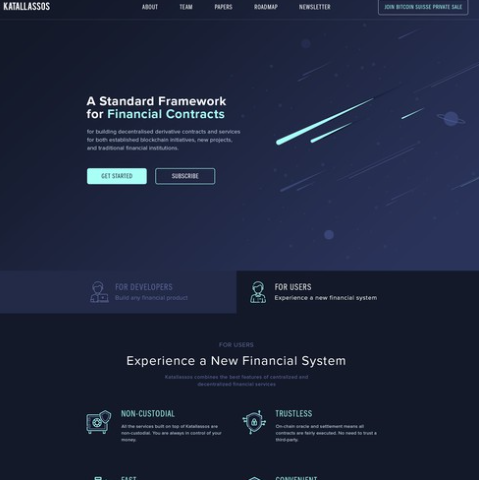 KATALLASSOS
ABOUT
TEAM
PAPERS
ROADMAP
NEWSLETTER
JOIN BITCOIN SUISSE PRIVATE SALE
A Standard Framework
for Financial Contracts
for building decentralised derivative contracts and services
for both established blockchain initiatives, new projects,
and traditional financial institutions.
GET STARTED
SUBSCRIBE
FOR DEVELOPERS
Build any financial product
FOR USERS
Experience a new financial system
FOR USERS
Experience a New Financial System
Katallassos combines the best features of centralised and
decentralised financial services
NON-CUSTODIAL
All the services built on top of Katallassos are
non-custodial. You are always in control of your
money.
TRUSTLESS
On-chain oracle and settlement means all
contracts are fairly executed. No need to trust a
third-party.
FAST
CONVENIENT